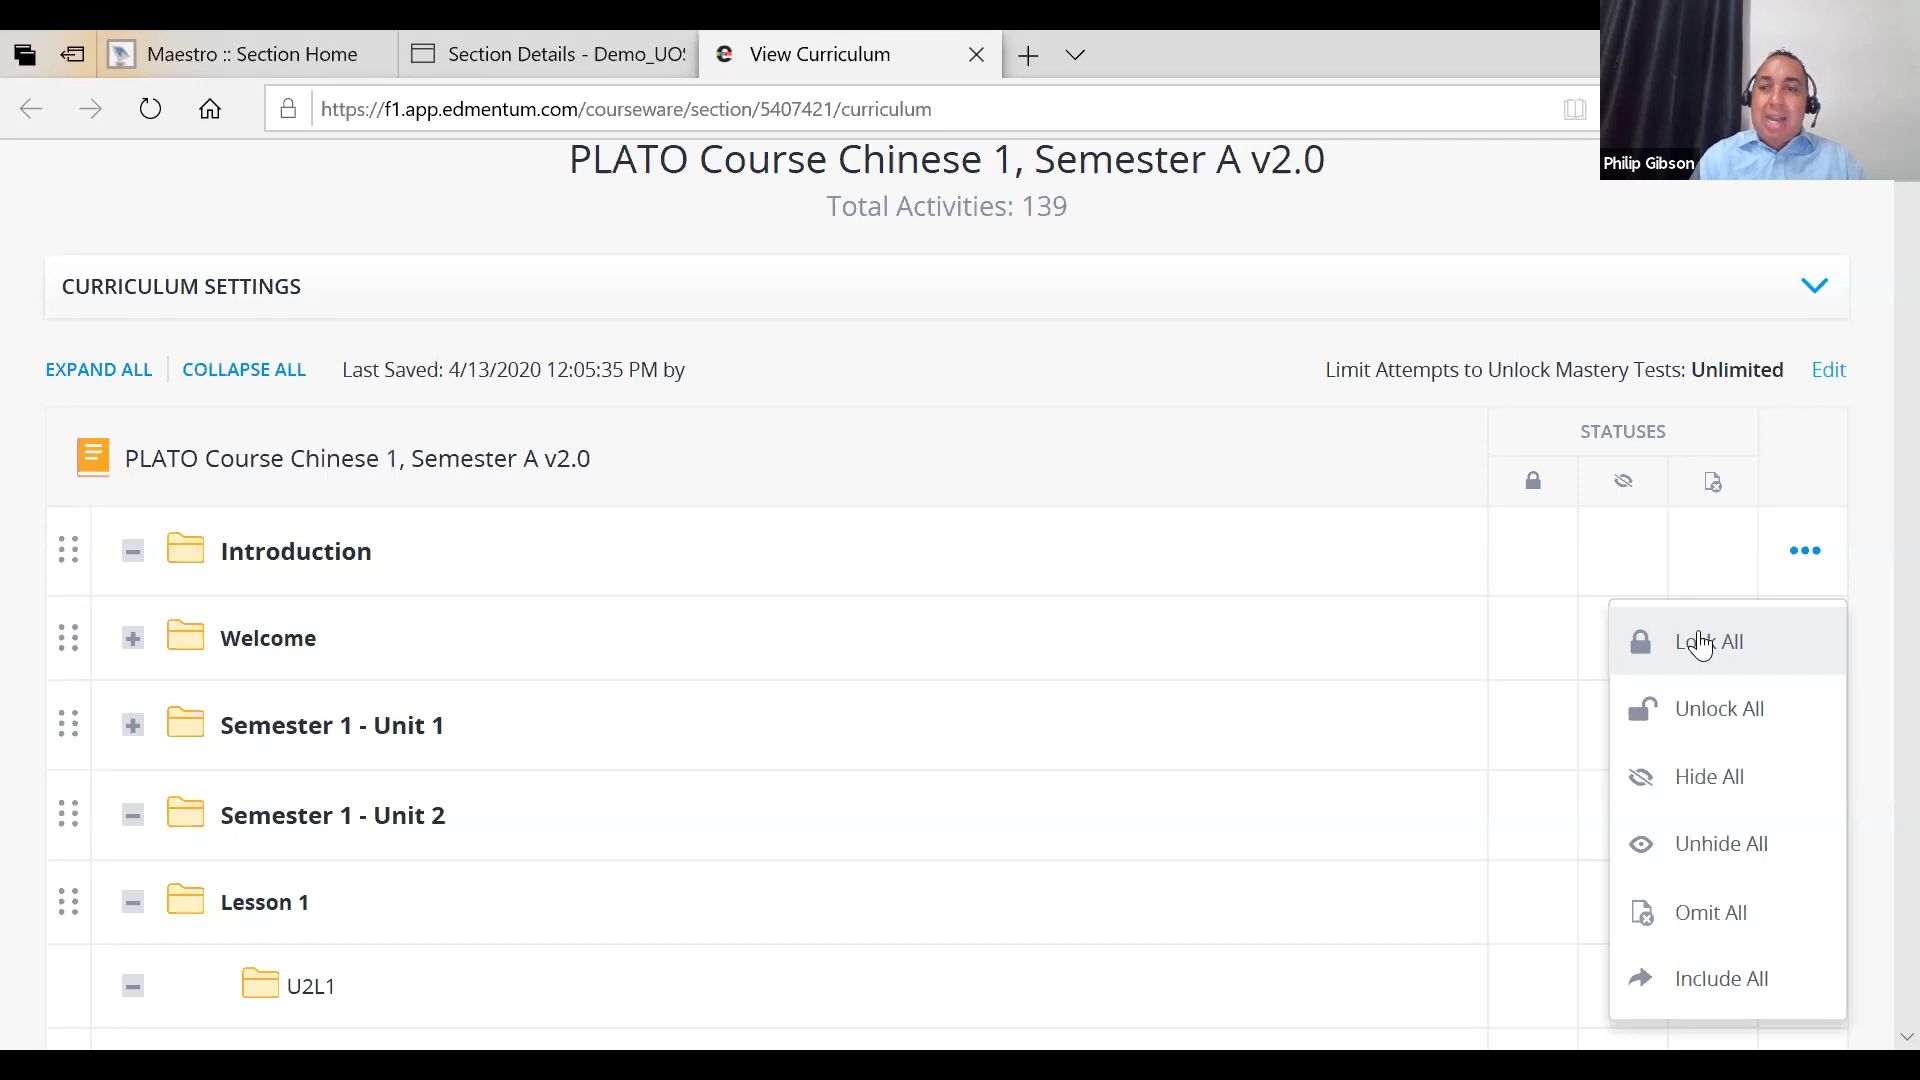 Maestro :: Section Home
Section Details - Demo_UO
View Curriculum
https://f1.app.edmentum.com/courseware/section/5407421/curriculum
Philip Gibson
PLATO Course Chinese 1, Semester A v2.0
Total Activities: 139
CURRICULUM SETTINGS
EXPAND ALL
COLLAPSE ALL
Last Saved: 4/13/2020 12:05:35 PM by
Limit Attempts to Unlock Mastery Tests: Unlimited
Edit
PLATO Course Chinese 1, Semester A v2.0
STATUSES
Introduction
Welcome
Semester 1 - Unit 1
Semester 1 - Unit 2
Lesson 1
U2L1
Lock All
Unlock All
Hide All
Unhide All
Omit All
Include All